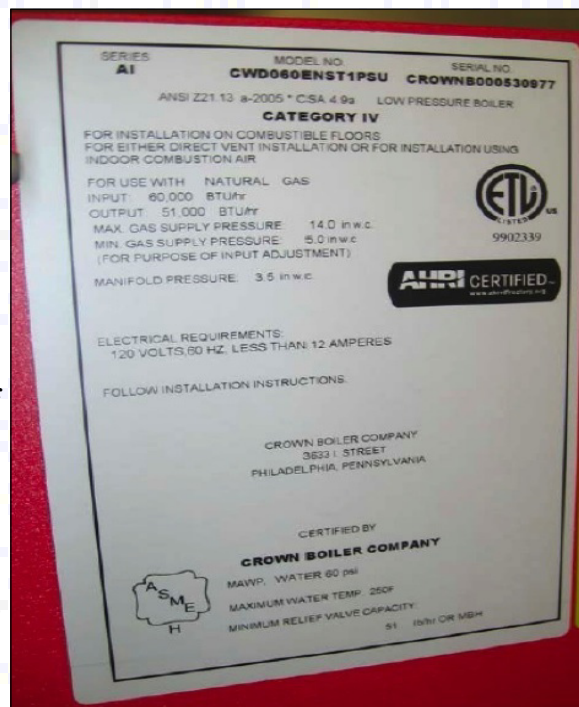 SERIES MODEL NO. SERIAL NO.
AI CWD060ENST1PSU CROWNB000530977
ANSI Z21.13 a-2005 * CSA 4.9a LOW PRESSURE BOILER
CATEGORY IV
FOR INSTALLATION ON COMBUSTIBLE FLOORS
FOR EITHER DIRECT VENT INSTALLATION OR FOR INSTALLATION USING
INDOOR COMBUSTION AIR
FOR USE WITH NATURAL GAS
INPUT: 60,000 BTU/hr
OUTPUT: 51,000 BTU/hr
MAX. GAS SUPPLY PRESSURE: 14.0 in w.c.
MIN. GAS SUPPLY PRESSURE: 5.0 in w.c.
(FOR PURPOSE OF INPUT ADJUSTMENT)
MANIFOLD PRESSURE: 3.5 in w.c.
ETL
LISTED
US
9902339
AHRI CERTIFIED
www.ahridirectory.org
ELECTRICAL REQUIREMENTS:
120 VOLTS,60 HZ, LESS THAN 12 AMPERES
FOLLOW INSTALLATION INSTRUCTIONS.
CROWN BOILER COMPANY
3633 I. STREET
PHILADELPHIA, PENNSYLVANIA
CERTIFIED BY
CROWN BOILER COMPANY
MAWP, WATER 60 psi
MAXIMUM WATER TEMP. 250F
MINIMUM RELIEF VALVE CAPACITY:
51 lb/hr OR MBH
ASME
H